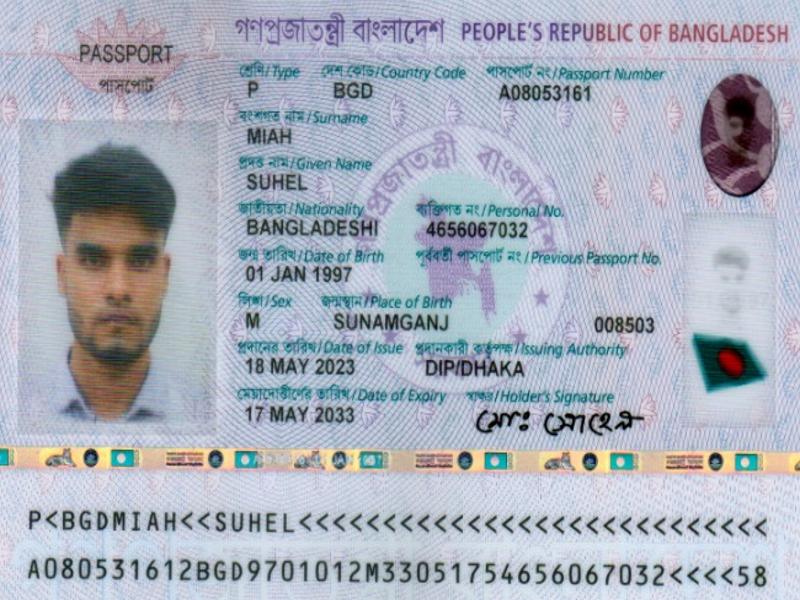 গণপ্রজাতন্ত্রী বাংলাদেশ PEOPLE'S REPUBLIC OF BANGLADESH
PASSPORT
পাসপোর্ট
শ্রেণি/Type দেশ কোড/Country Code পাসপোর্ট নং/Passport Number
P BGD A08053161
বংশগত নাম/Surname
MIAH
প্রদত্ত নাম/Given Name
SUHEL
জাতীয়তা/Nationality ব্যক্তিগত নং/Personal No.
BANGLADESHI 4656067032
জন্ম তারিখ/Date of Birth পূর্ববর্তী পাসপোর্ট নং/Previous Passport No.
01 JAN 1997
লিঙ্গ/Sex জন্মস্থান/Place of Birth
M SUNAMGANJ 008503
প্রদানের তারিখ/Date of Issue প্রদানকারী কর্তৃপক্ষ/Issuing Authority
18 MAY 2023 DIP/DHAKA
মেয়াদোত্তীর্ণের তারিখ/Date of Expiry স্বাক্ষর/Holder's Signature
17 MAY 2033 মোঃ সোহেল
P<BGDMIAH<<SUHEL<<<<<<<<<<<<<<<<<<<<<<<<<<<<
A080531612BGD9701012M33051754656067032<<<<58